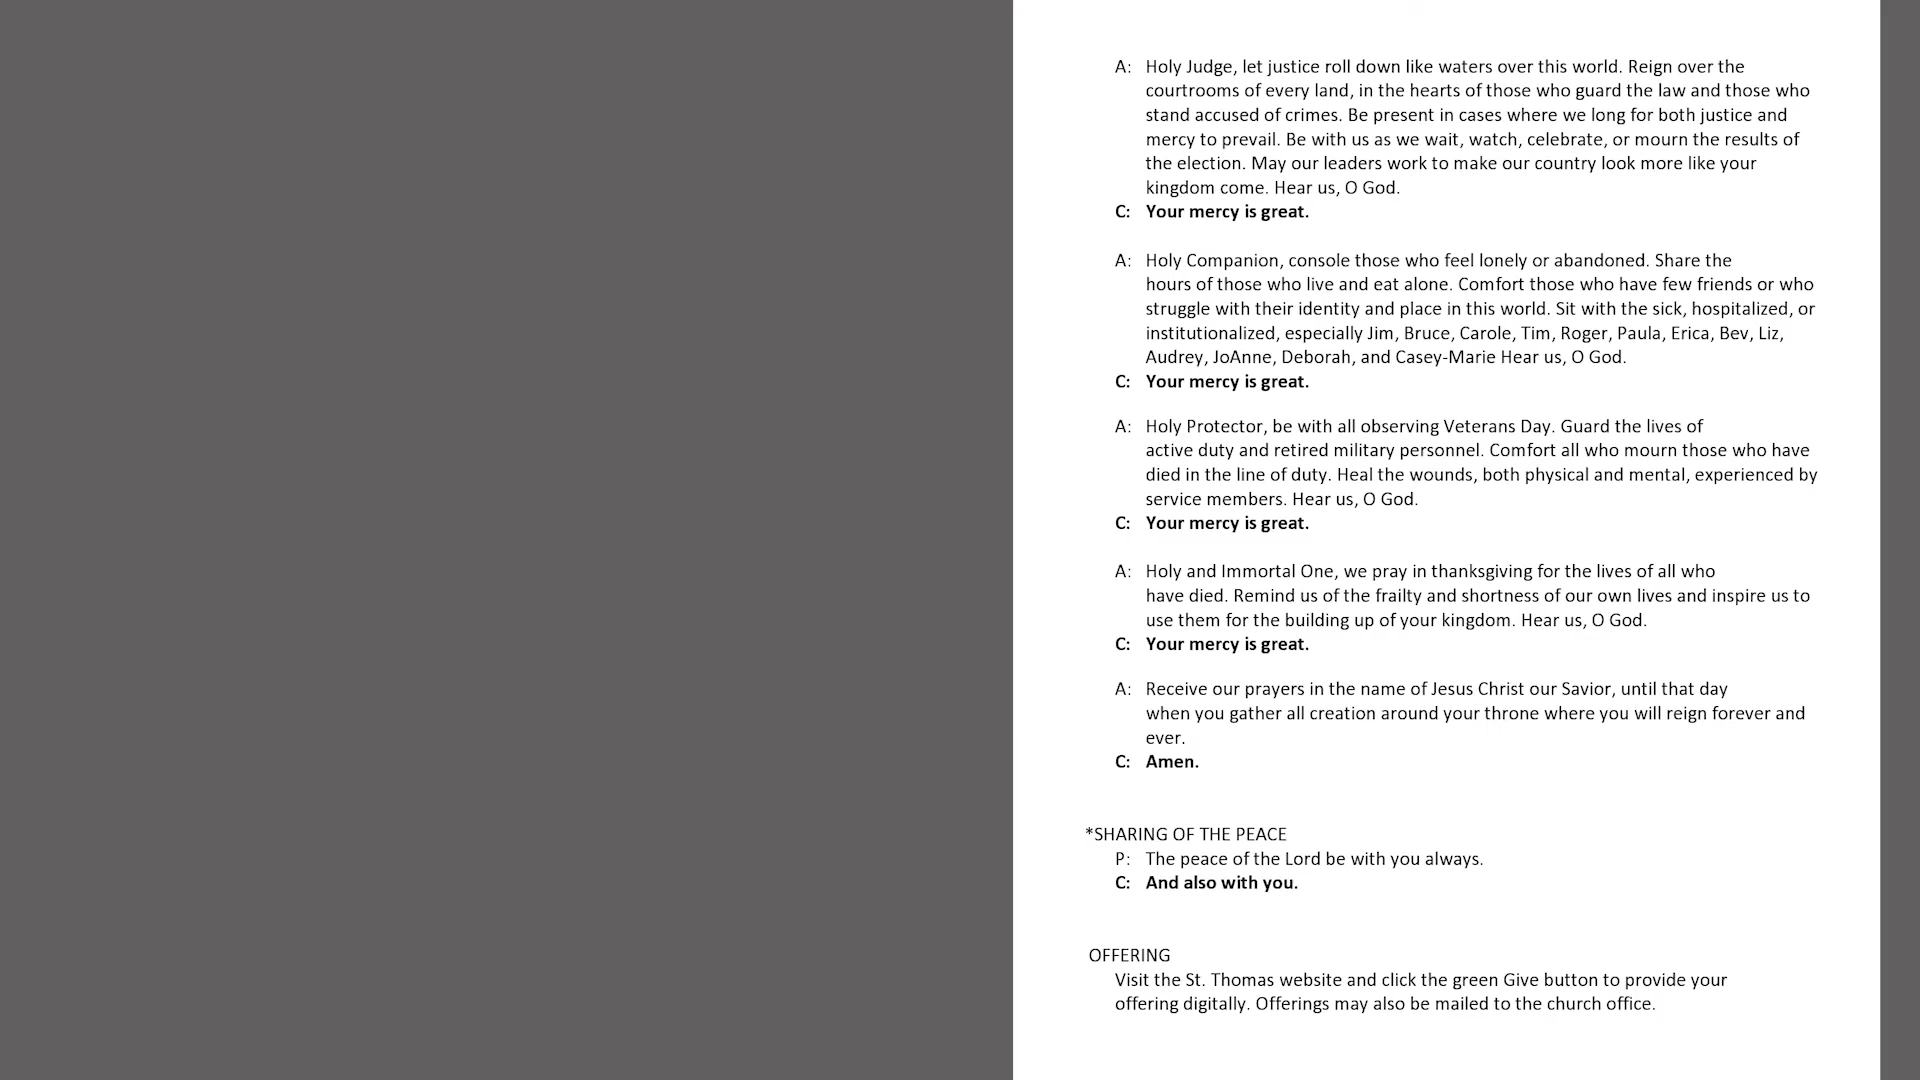 A: Holy Judge, let justice roll down like waters over this world. Reign over the
courtrooms of every land, in the hearts of those who guard the law and those who
stand accused of crimes. Be present in cases where we long for both justice and
mercy to prevail. Be with us as we wait, watch, celebrate, or mourn the results of
the election. May our leaders work to make our country look more like your
kingdom come. Hear us, O God.
C: Your mercy is great.
A: Holy Companion, console those who feel lonely or abandoned. Share the
hours of those who live and eat alone. Comfort those who have few friends or who
struggle with their identity and place in this world. Sit with the sick, hospitalized, or
institutionalized, especially Jim, Bruce, Carole, Tim, Roger, Paula, Erica, Bev, Liz,
Audrey, JoAnne, Deborah, and Casey-Marie Hear us, O God.
C: Your mercy is great.
A: Holy Protector, be with all observing Veterans Day. Guard the lives of
active duty and retired military personnel. Comfort all who mourn those who have
died in the line of duty. Heal the wounds, both physical and mental, experienced by
service members. Hear us, O God.
C: Your mercy is great.
A: Holy and Immortal One, we pray in thanksgiving for the lives of all who
have died. Remind us of the frailty and shortness of our own lives and inspire us to
use them for the building up of your kingdom. Hear us, O God.
C: Your mercy is great.
A: Receive our prayers in the name of Jesus Christ our Savior, until that day
when you gather all creation around your throne where you will reign forever and
ever.
C: Amen.
*SHARING OF THE PEACE
P: The peace of the Lord be with you always.
C: And also with you.
OFFERING
Visit the St. Thomas website and click the green Give button to provide your
offering digitally. Offerings may also be mailed to the church office.